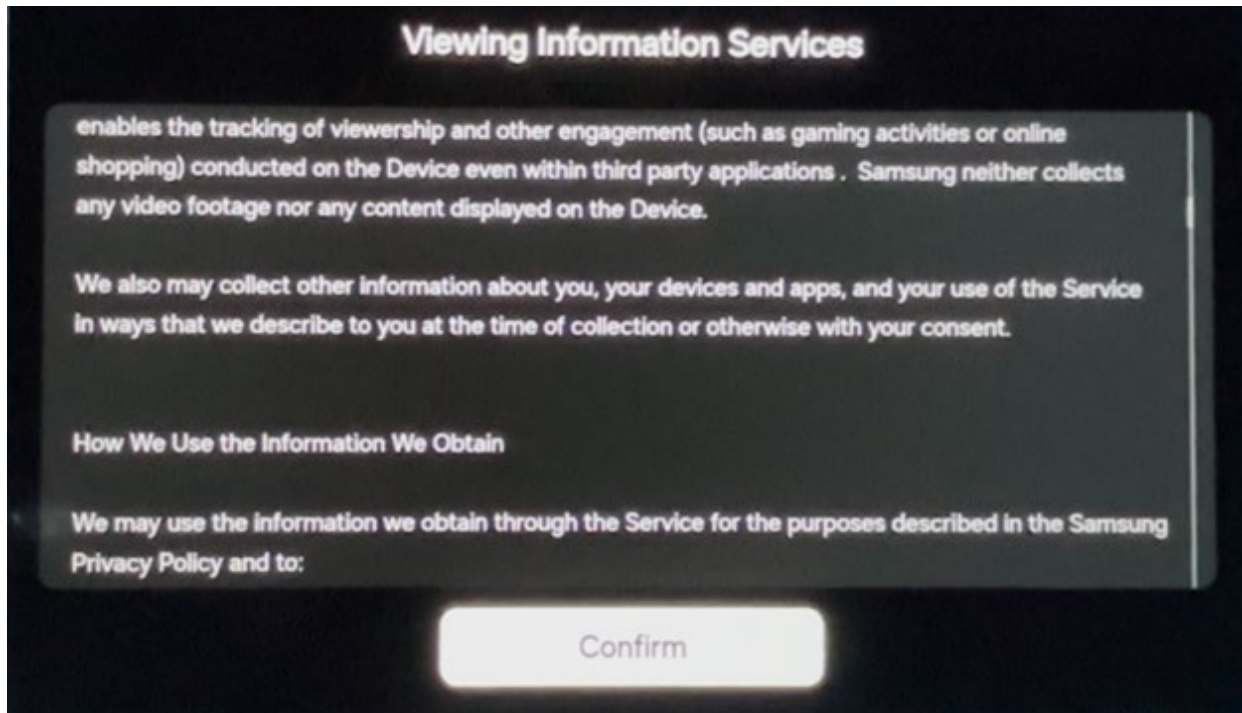 Viewing Information Services
enables the tracking of viewership and other engagement (such as gaming activities or online
shopping) conducted on the Device even within third party applications . Samsung neither collects
any video footage nor any content displayed on the Device.
We also may collect other information about you, your devices and apps, and your use of the Service
in ways that we describe to you at the time of collection or otherwise with your consent.
How We Use the Information We Obtain
We may use the information we obtain through the Service for the purposes described in the Samsung
Privacy Policy and to:
Confirm